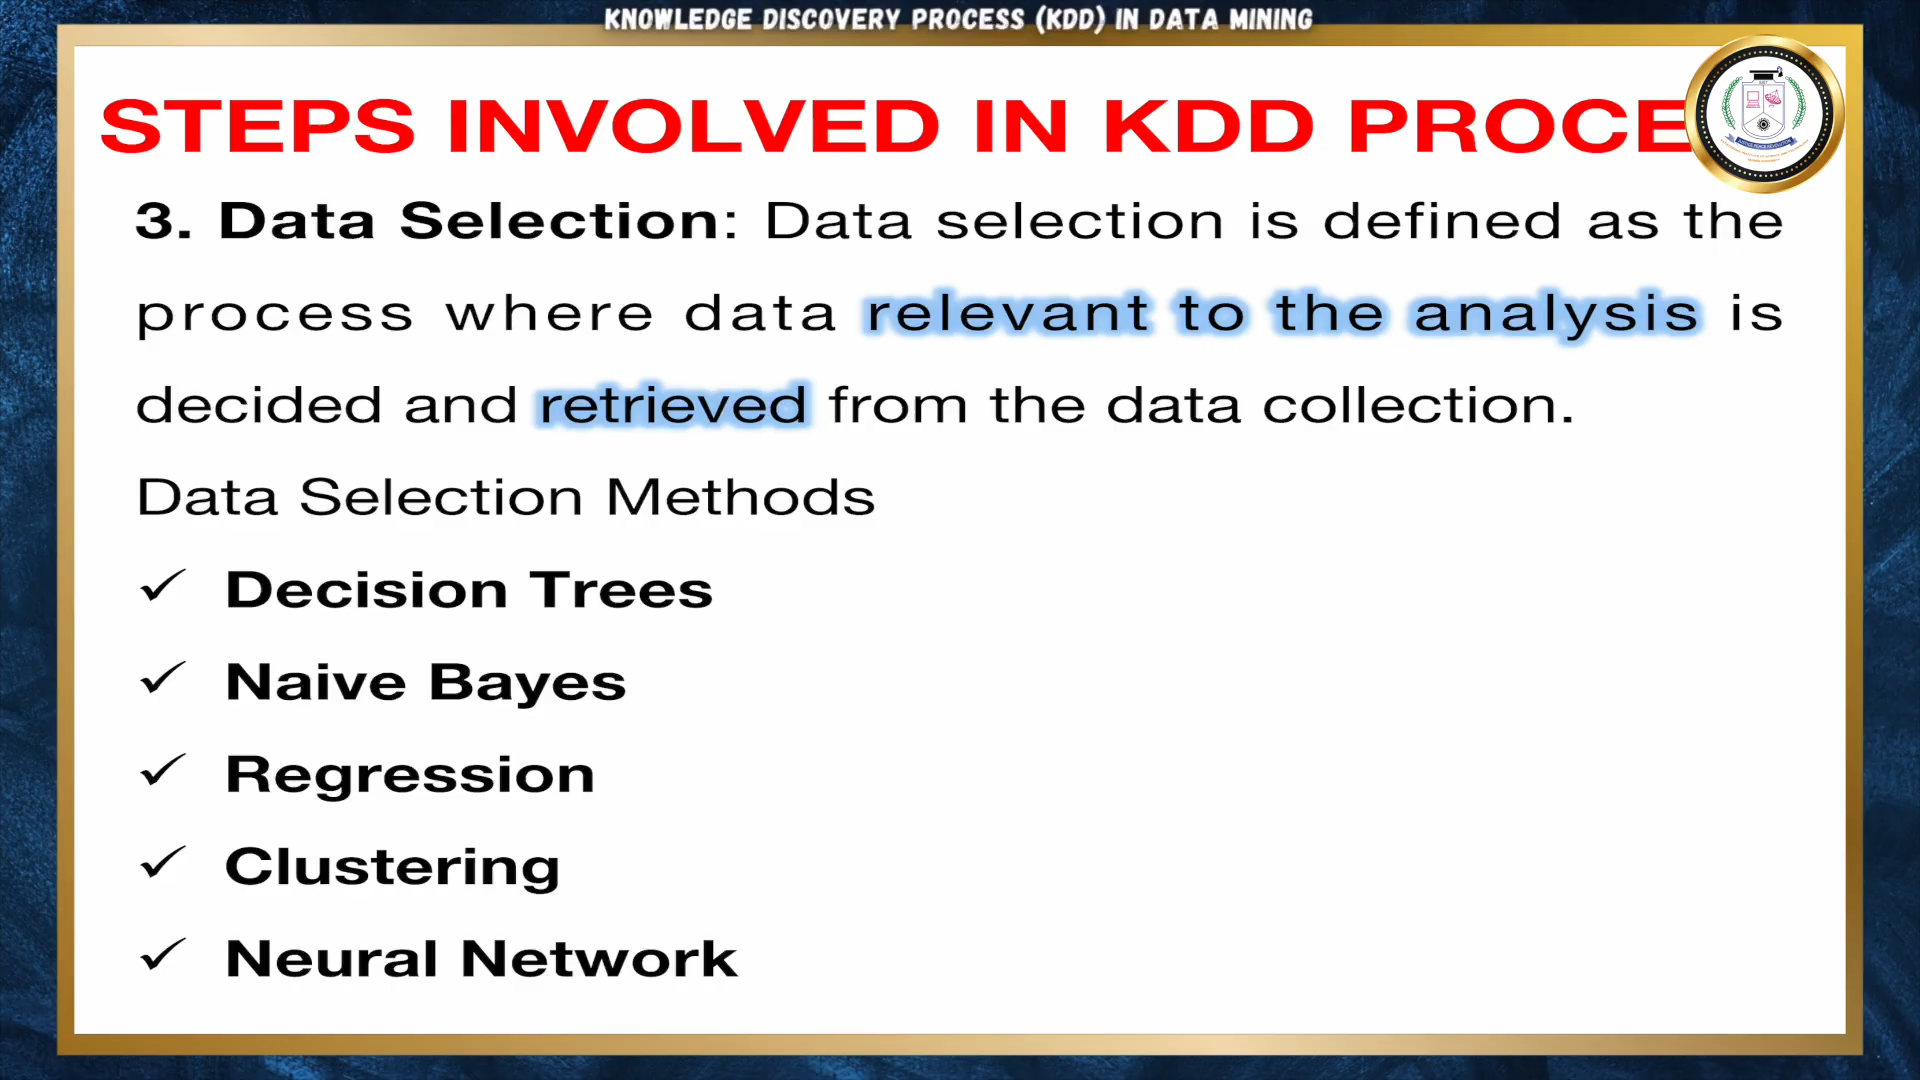 KNOWLEDGE DISCOVERY PROCESS (KDD) IN DATA MINING
STEPS INVOLVED IN KDD PROCE
3. Data Selection: Data selection is defined as the
process where data relevant to the analysis is
decided and retrieved from the data collection.
Data Selection Methods
✓ Decision Trees
✓ Naive Bayes
✓ Regression
✓ Clustering
✓ Neural Network